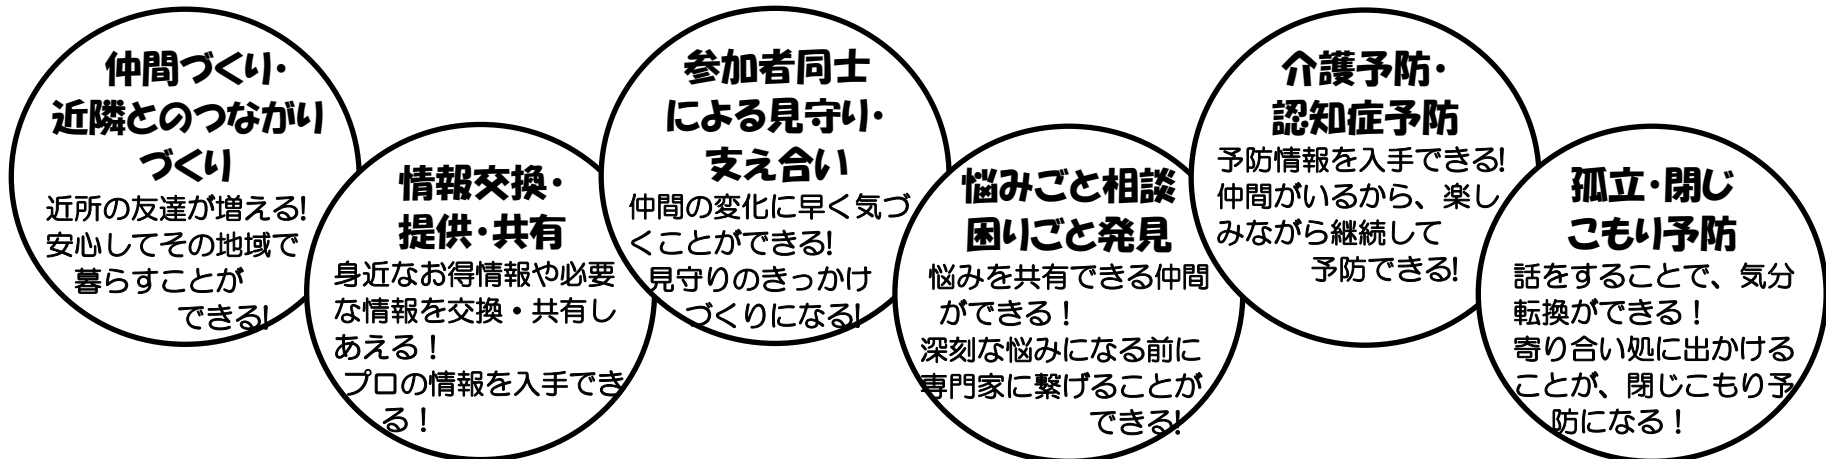 仲間づくり・
近隣とのつながり
づくり
近所の友達が増える!
安心してその地域で
暮らすことが
できる!
情報交換・
提供・共有
身近なお得情報や必要
な情報を交換・共有し
あえる！
プロの情報を入手でき
る！
参加者同士
による見守り・
支え合い
仲間の変化に早く気づ
くことができる!
見守りのきっかけ
づくりになる!
悩みごと相談
困りごと発見
悩みを共有できる仲間
ができる！
深刻な悩みになる前に
専門家に繋げることが
できる!
介護予防・
認知症予防
予防情報を入手できる!
仲間がいるから、楽し
みながら継続して
予防できる!
孤立・閉じ
こもり予防
話をすることで、気分
転換ができる！
寄り合い処に出かける
ことが、閉じこもり予
防になる！